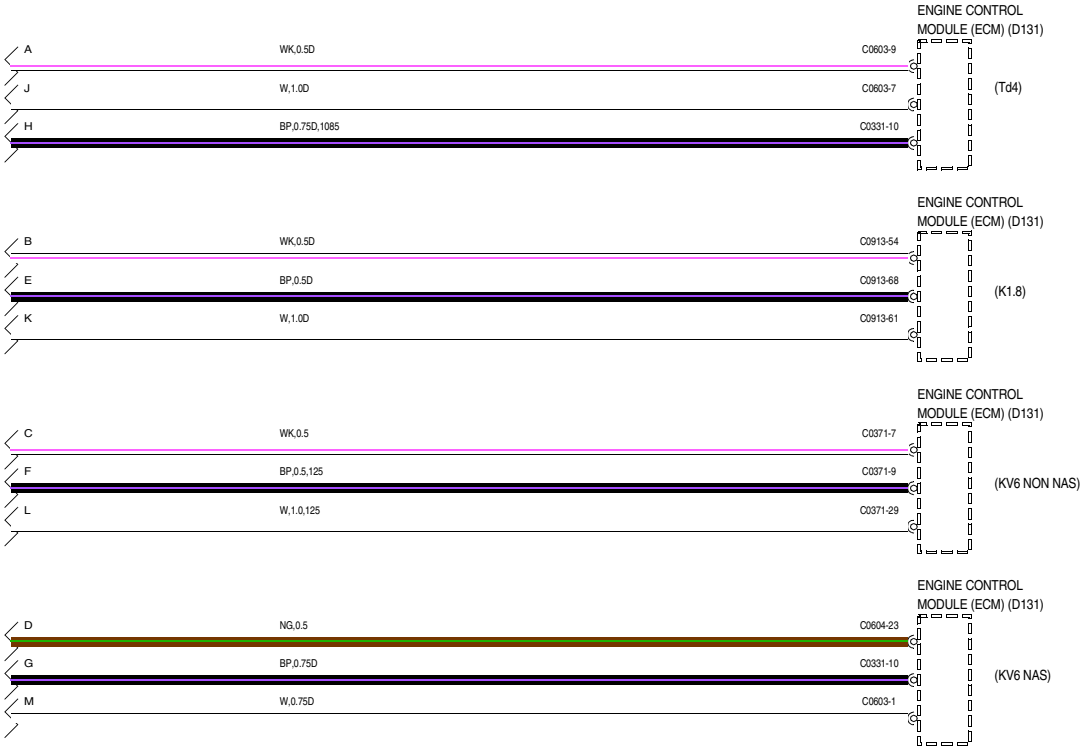 ENGINE CONTROL
MODULE (ECM) (D131)
A WK,0.5D C0603-9
J W,1.0D C0603-7
(Td4)
H BP,0.75D,1085 C0331-10
ENGINE CONTROL
MODULE (ECM) (D131)
B WK,0.5D C0913-54
E BP,0.5D C0913-68
(K1.8)
K W,1.0D C0913-61
ENGINE CONTROL
MODULE (ECM) (D131)
C WK,0.5 C0371-7
F BP,0.5,125 C0371-9
(KV6 NON NAS)
L W,1.0,125 C0371-29
ENGINE CONTROL
MODULE (ECM) (D131)
D NG,0.5 C0604-23
G BP,0.75D C0331-10
(KV6 NAS)
M W,0.75D C0603-1